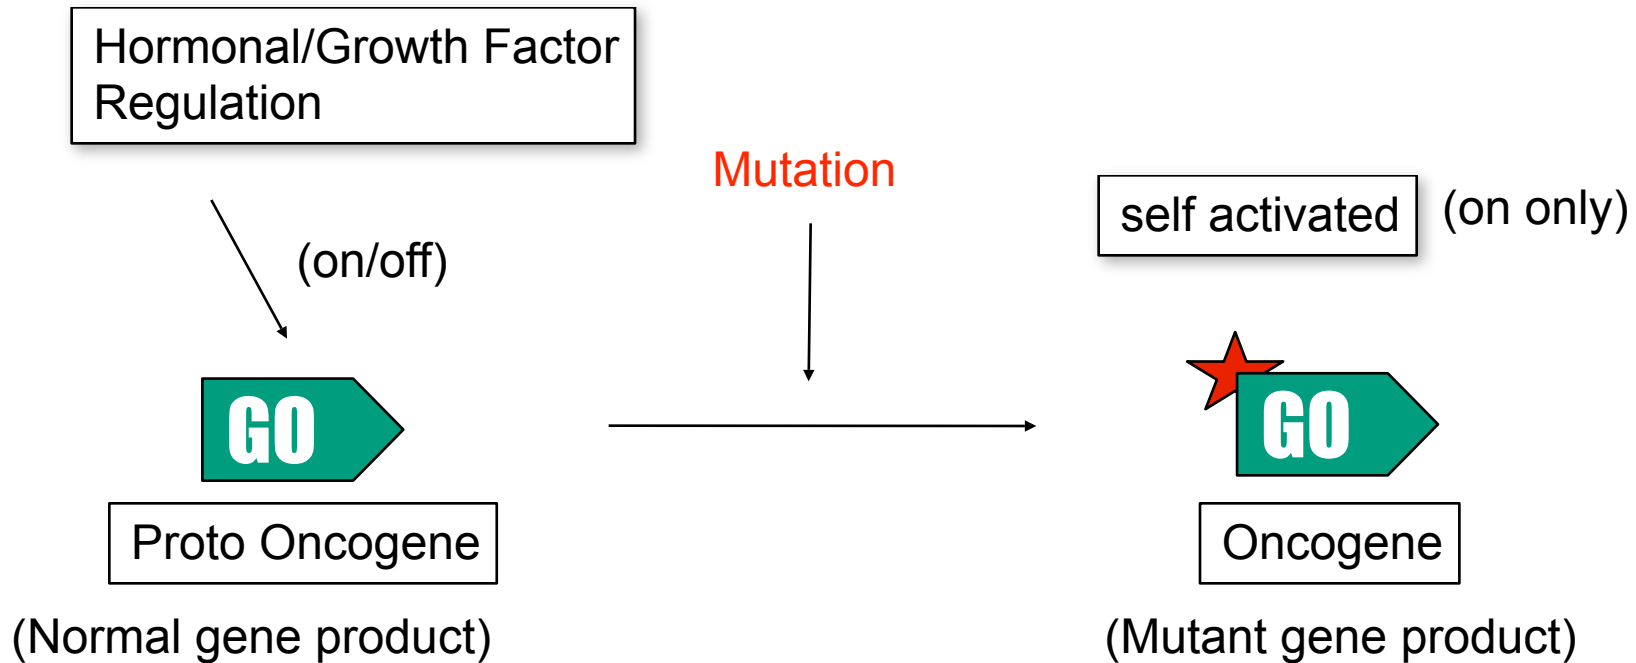 Hormonal/Growth Factor
Regulation
Mutation
self activated
(on only)
(on/off)
GO
GO
Proto Oncogene
Oncogene
(Normal gene product)
(Mutant gene product)